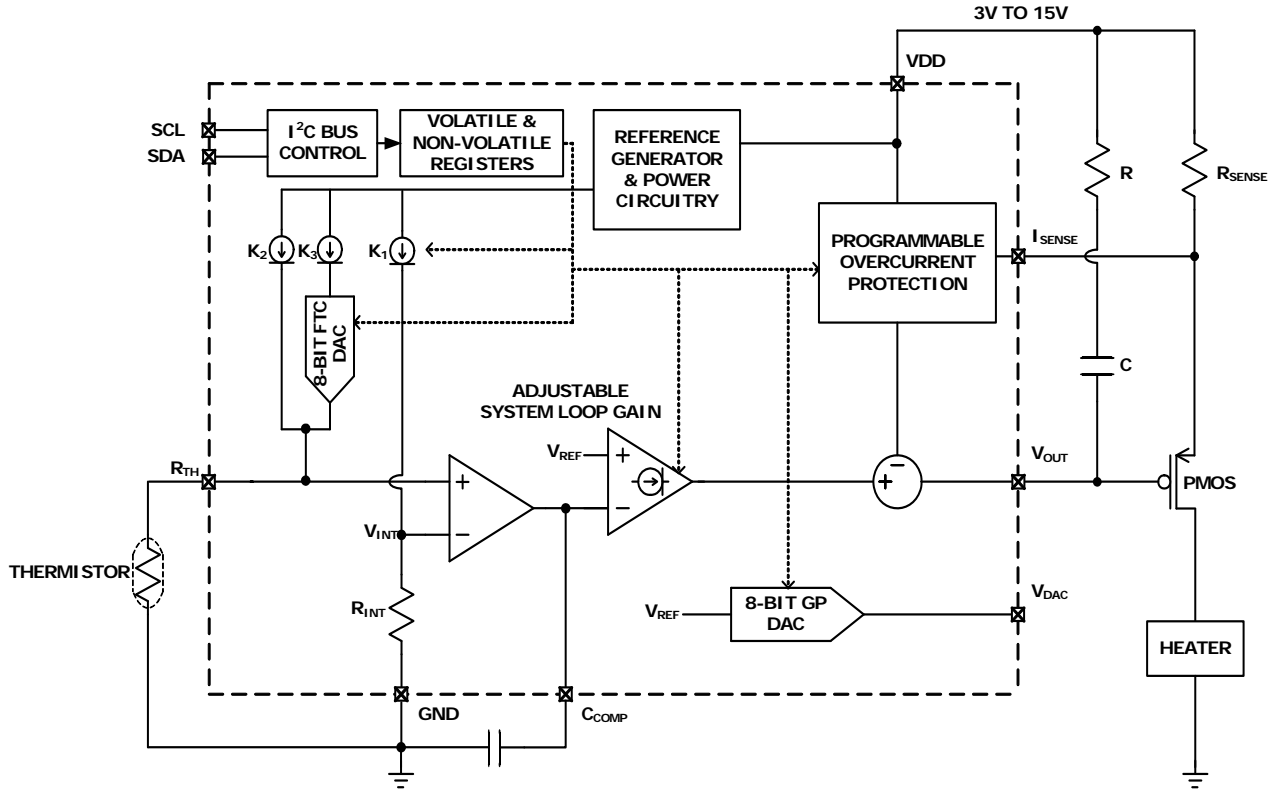 3V TO 15V
VDD
SCL
SDA
I²C BUS
CONTROL
VOLATILE &
NON-VOLATILE
REGISTERS
REFERENCE
GENERATOR
& POWER
CIRCUITRY
R
RSENSE
K2
K3
K1
PROGRAMMABLE
OVERCURRENT
PROTECTION
ISENSE
8-BIT FTC
DAC
C
ADJUSTABLE
SYSTEM LOOP GAIN
VREF
+
−
RTH
+
−
VINT
−
+
VOUT
PMOS
THERMISTOR
RINT
VREF
8-BIT GP
DAC
VDAC
HEATER
GND
CCOMP